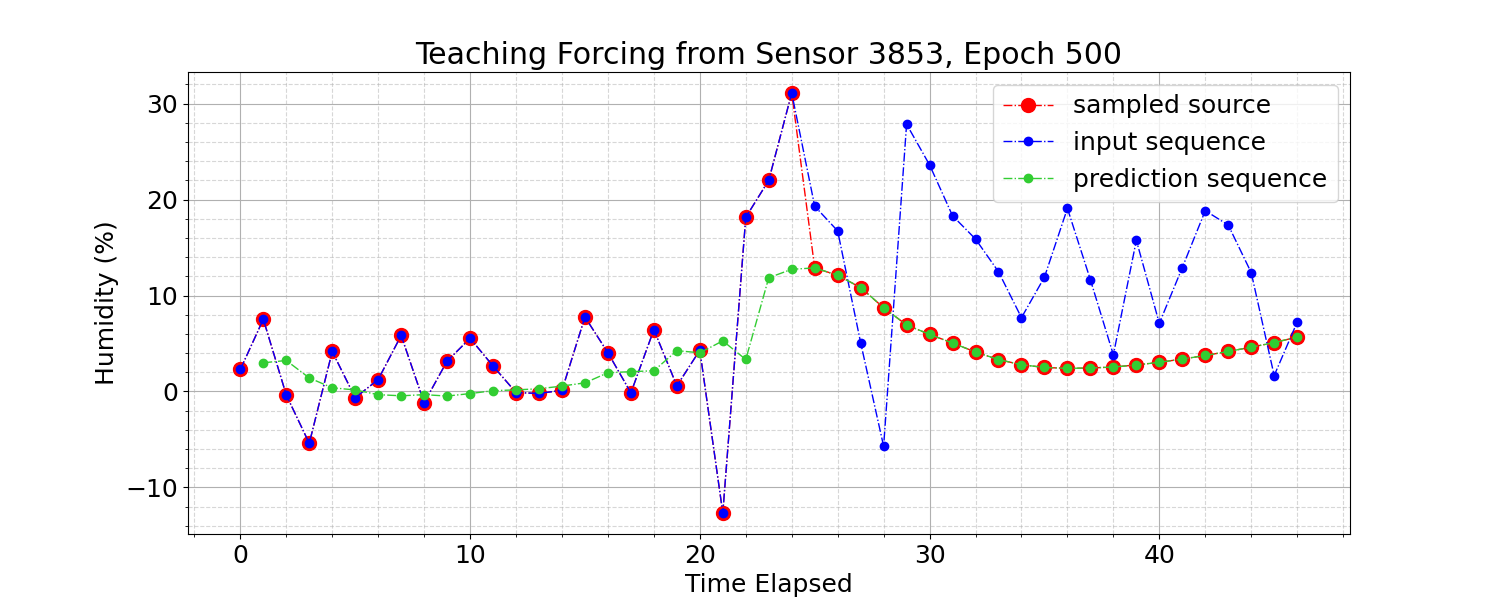 Teaching Forcing from Sensor 3853, Epoch 500
30
20
10
0
−10
Humidity (%)
sampled source
input sequence
prediction sequence
0 10 20 30 40
Time Elapsed